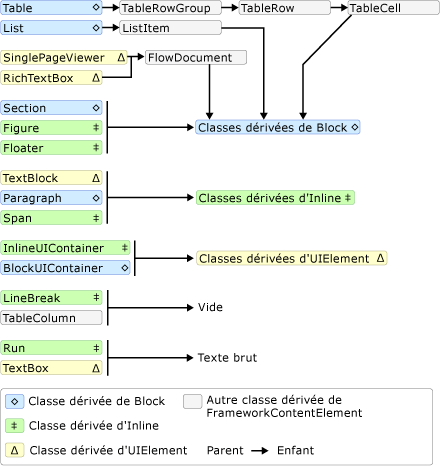 Table ◇ TableRowGroup TableRow TableCell
List ◇ ListItem
SinglePageViewer Δ FlowDocument
RichTextBox Δ
Section ◇
Figure ‡ Classes dérivées de Block ◇
Floater ‡
TextBlock Δ
Paragraph ◇ Classes dérivées d'Inline ‡
Span ‡
InlineUIContainer ‡ Classes dérivées d'UIElement Δ
BlockUIContainer ◇
LineBreak ‡ Vide
TableColumn
Run ‡ Texte brut
TextBox Δ
◇ Classe dérivée de Block
Autre classe dérivée de
FrameworkContentElement
‡ Classe dérivée d'Inline
Δ Classe dérivée d'UIElement
Parent → Enfant